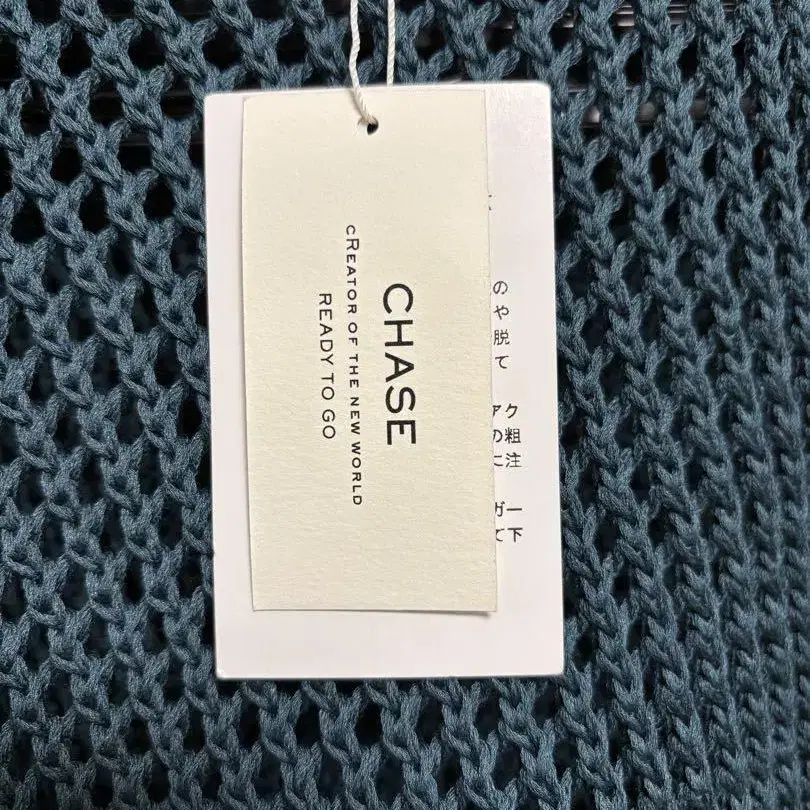 CHASE
cREATOR OF THE NEW WORLD
READY TO GO
の
や
脱
て
ク
の粗
に注
ガー
て下